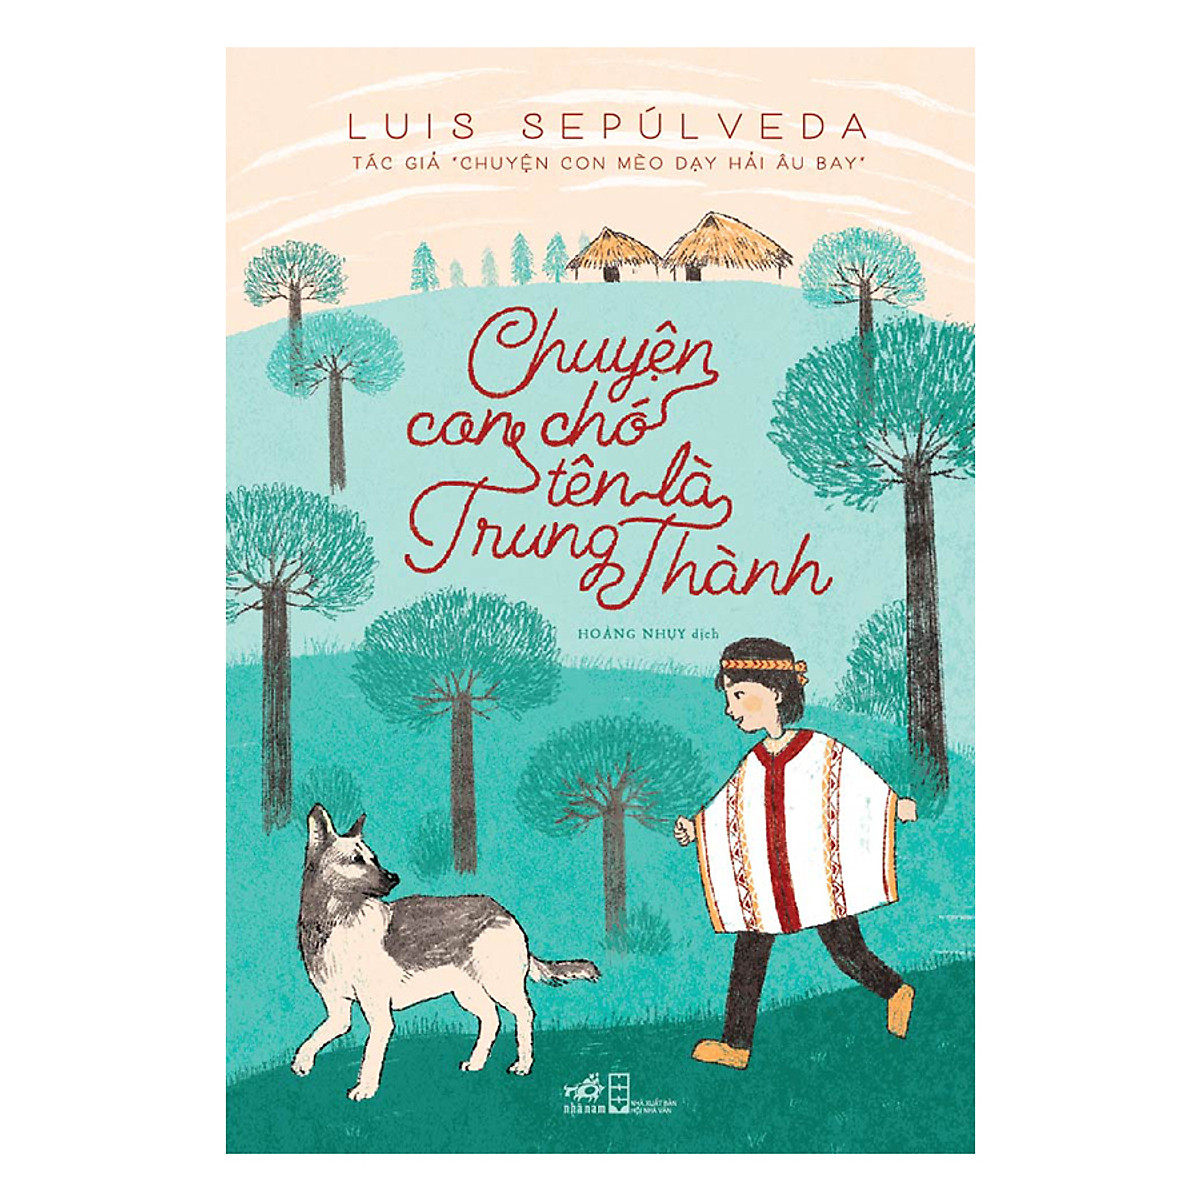 LUIS SEPÚLVEDA
TÁC GIẢ "CHUYỆN CON MÈO DẠY HẢI ÂU BAY"
Chuyện
con chó
tên là
Trung Thành
HOÀNG NHỤY dịch
nhã nam
NHÀ XUẤT BẢN
HỘI NHÀ VĂN